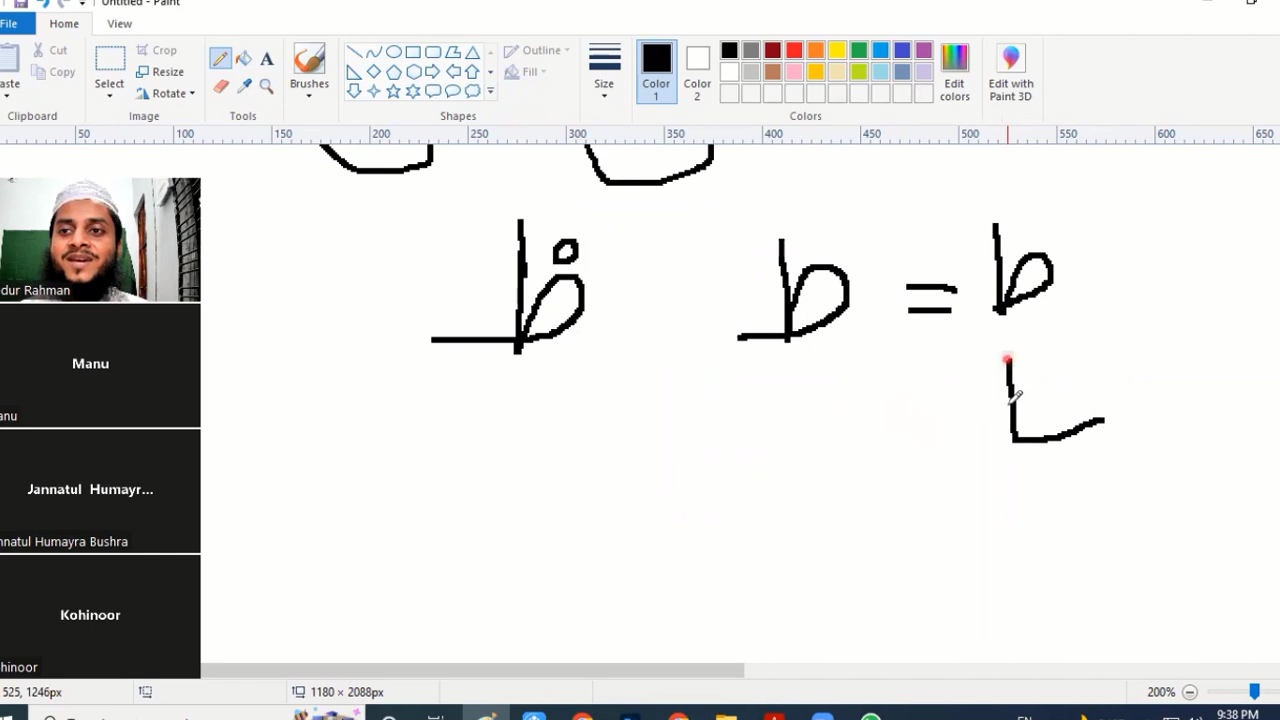 Untitled - Paint
File Home View
Cut
Copy
Crop
Resize
Rotate
Select
Brushes
Outline
Fill
Size
Color 1
Color 2
Edit colors
Edit with Paint 3D
Clipboard Image Tools Shapes Colors
50 100 150 200 250 300 350 400 450 500 550 600 650
ظ ط = ط
dur Rahman
Manu
anu
Jannatul Humayr...
nnatul Humayra Bushra
Kohinoor
hinoor
525, 1246px 1180 × 2088px 200%
EN 9:38 PM